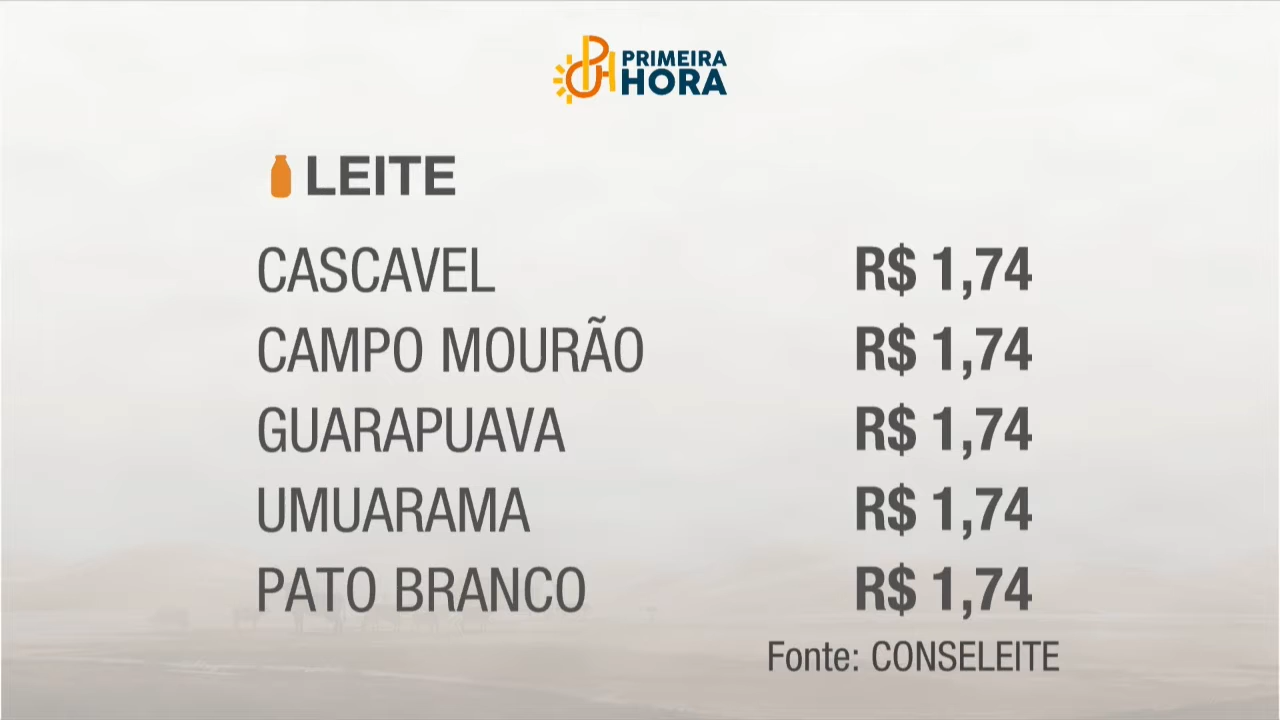 PRIMEIRA
HORA
LEITE
CASCAVEL R$ 1,74
CAMPO MOURÃO R$ 1,74
GUARAPUAVA R$ 1,74
UMUARAMA R$ 1,74
PATO BRANCO R$ 1,74
Fonte: CONSELEITE